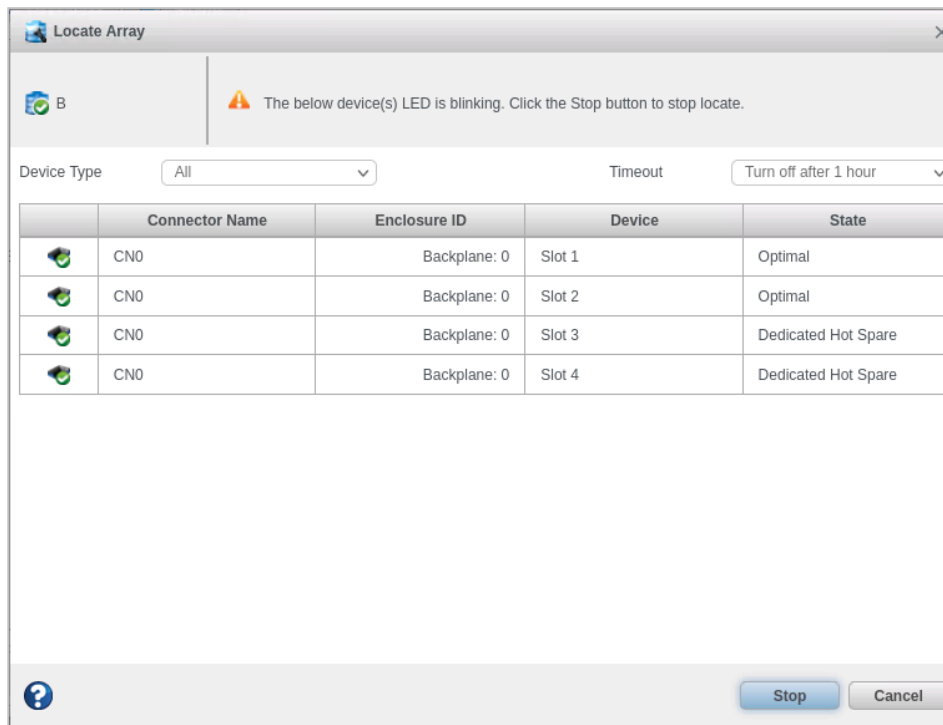 Locate Array
B
The below device(s) LED is blinking. Click the Stop button to stop locate.
Device Type All Timeout Turn off after 1 hour
Connector Name Enclosure ID Device State
CN0 Backplane: 0 Slot 1 Optimal
CN0 Backplane: 0 Slot 2 Optimal
CN0 Backplane: 0 Slot 3 Dedicated Hot Spare
CN0 Backplane: 0 Slot 4 Dedicated Hot Spare
? Stop Cancel